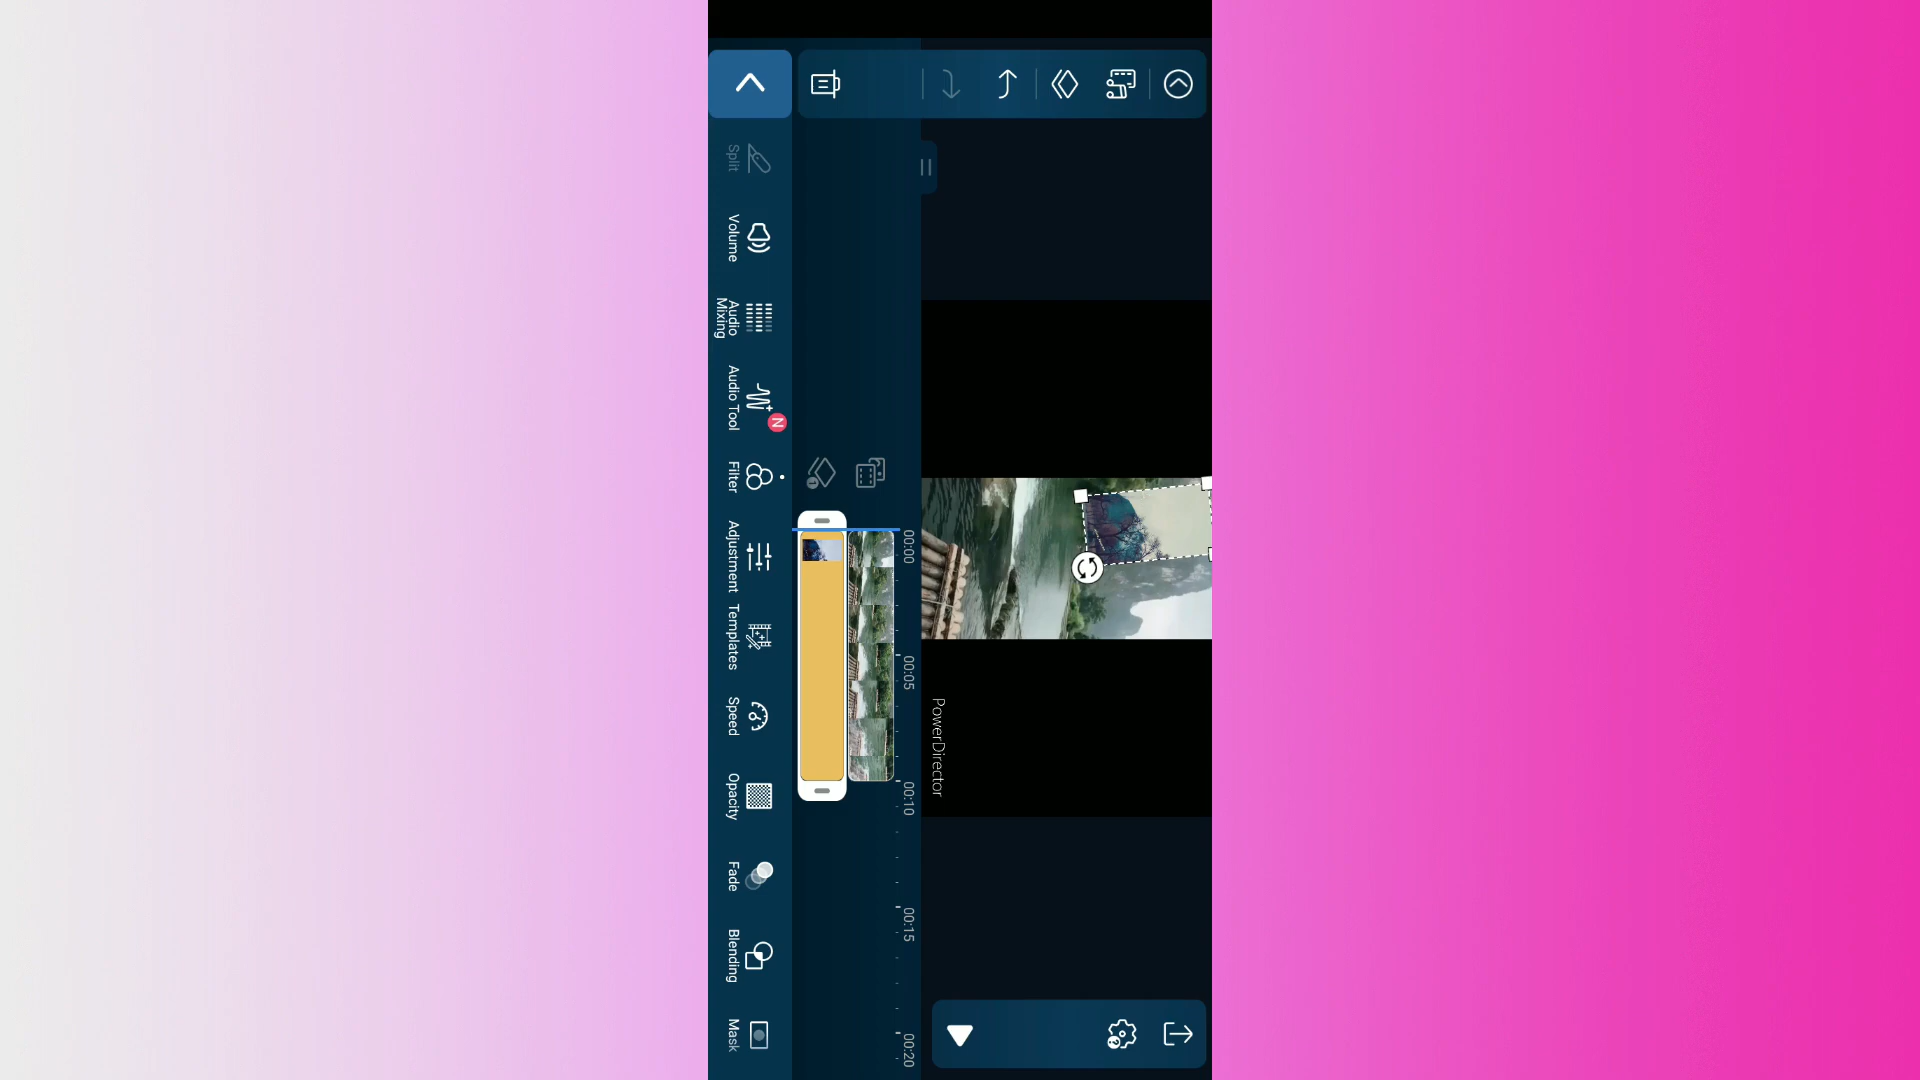 Split
Volume
Audio
Mixing
Audio Tool
N
Filter
Adjustment
Templates
Speed
Opacity
Fade
Blending
Mask
00:00
00:05
00:10
00:15
00:20
PowerDirector